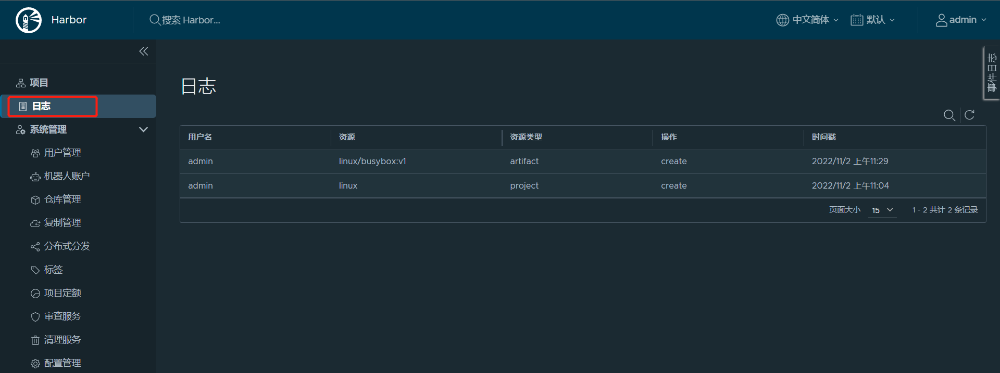 Harbor
搜索 Harbor...
中文简体
默认
admin
事件日志
项目
日志
系统管理
用户管理
机器人账户
仓库管理
复制管理
分布式分发
标签
项目定额
审查服务
清理服务
配置管理
日志
用户名 资源 资源类型 操作 时间戳
admin linux/busybox:v1 artifact create 2022/11/2 上午11:29
admin linux project create 2022/11/2 上午11:04
页面大小 15 1 - 2 共计 2 条记录